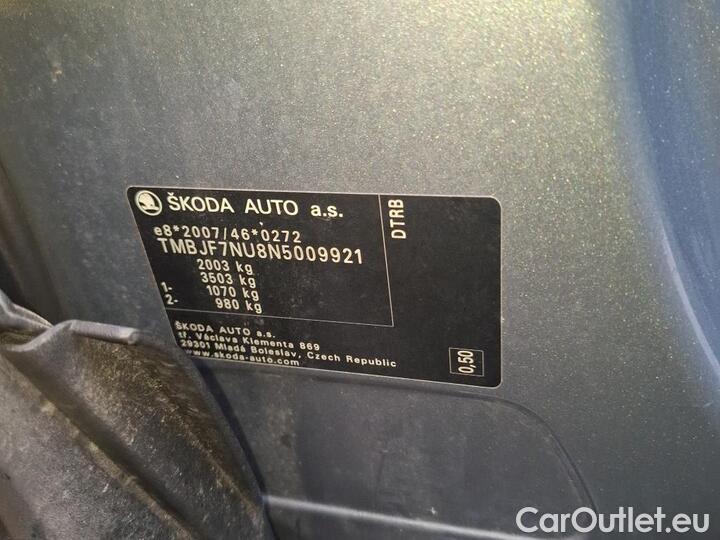 ŠKODA AUTO a.s.
e8*2007/46*0272
TMBJF7NU8N5009921
2003 kg
3503 kg
1- 1070 kg
2- 980 kg
DTRB
ŠKODA AUTO a.s.
tř. Václava Klementa 869
29301 Mladá Boleslav, Czech Republic
www.skoda-auto.com
0,50
CarOutlet.eu